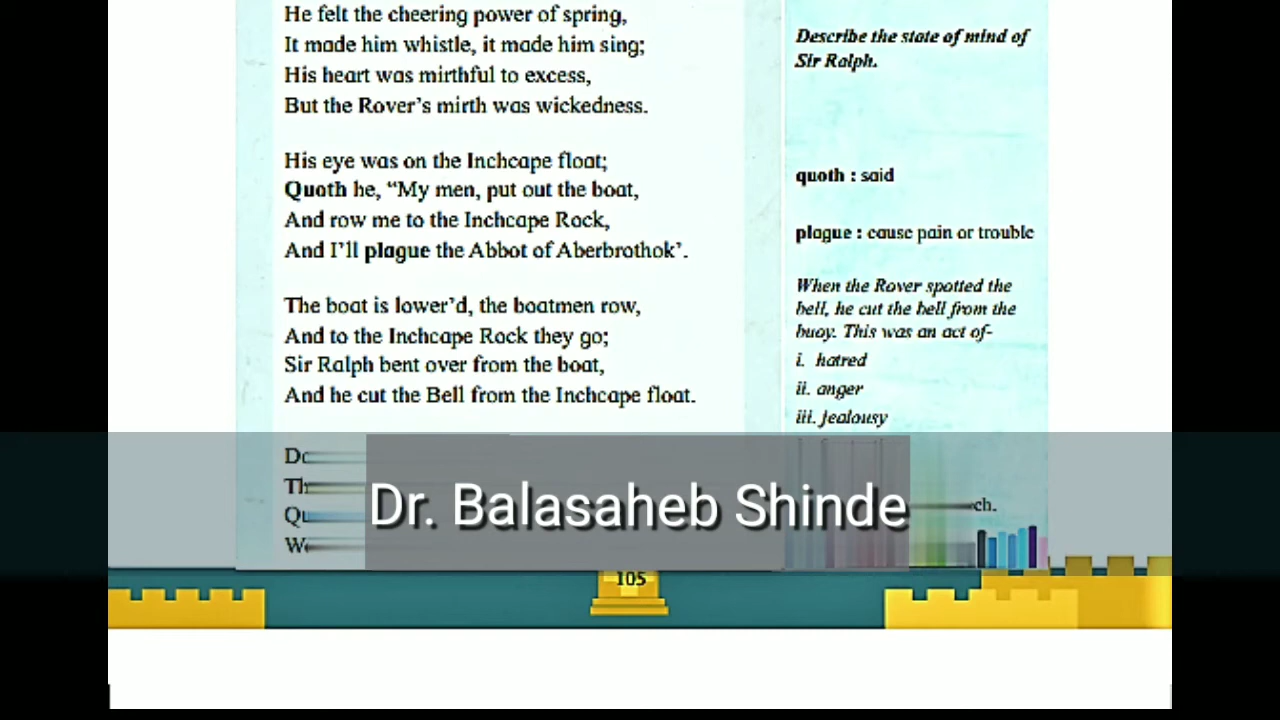 He felt the cheering power of spring,
It made him whistle, it made him sing;
His heart was mirthful to excess,
But the Rover's mirth was wickedness.
His eye was on the Inchcape float;
Quoth he, “My men, put out the boat,
And row me to the Inchcape Rock,
And I'll plague the Abbot of Aberbrothok'.
The boat is lower'd, the boatmen row,
And to the Inchcape Rock they go;
Sir Ralph bent over from the boat,
And he cut the Bell from the Inchcape float.
Describe the state of mind of
Sir Ralph.
quoth : said
plague : cause pain or trouble
When the Rover spotted the
bell, he cut the bell from the
buoy. This was an act of-
i. hatred
ii. anger
iii. jealousy
Dr. Balasaheb Shinde
105